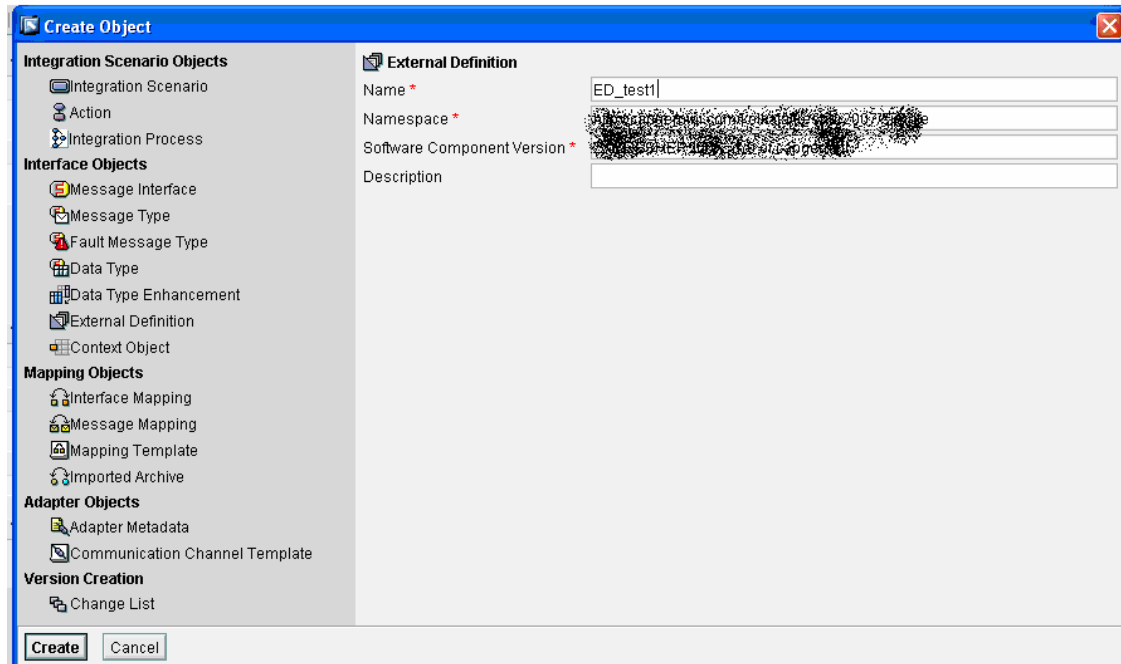 Create Object
Integration Scenario Objects
Integration Scenario
Action
Integration Process
Interface Objects
Message Interface
Message Type
Fault Message Type
Data Type
Data Type Enhancement
External Definition
Context Object
Mapping Objects
Interface Mapping
Message Mapping
Mapping Template
Imported Archive
Adapter Objects
Adapter Metadata
Communication Channel Template
Version Creation
Change List
External Definition
Name * ED_test1
Namespace *
Software Component Version *
Description
Create Cancel